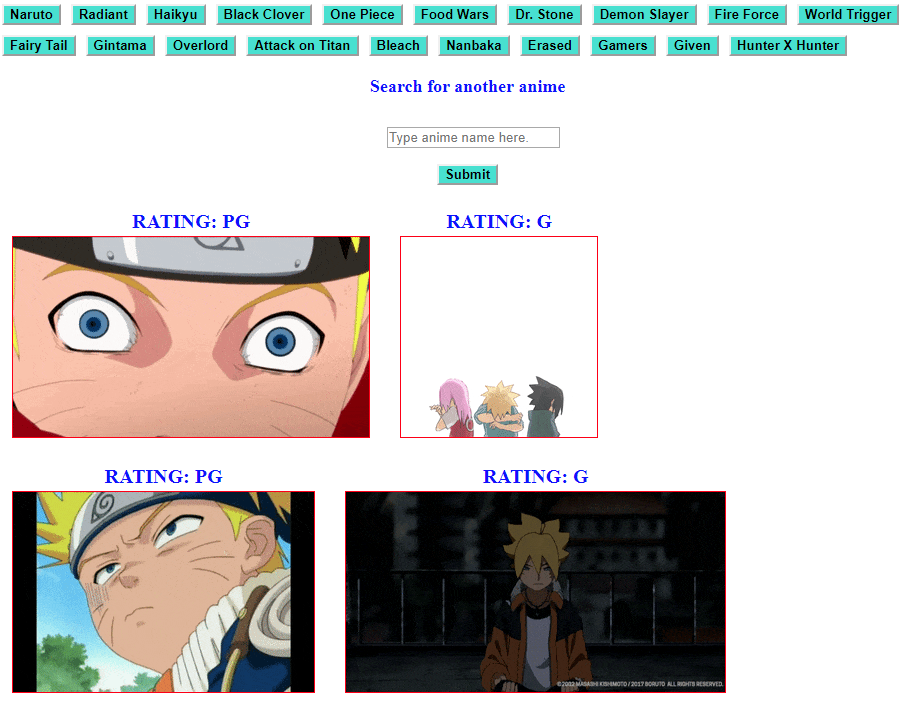 Naruto Radiant Haikyu Black Clover One Piece Food Wars Dr. Stone Demon Slayer Fire Force World Trigger
Fairy Tail Gintama Overlord Attack on Titan Bleach Nanbaka Erased Gamers Given Hunter X Hunter
Search for another anime
Type anime name here.
Submit
RATING: PG RATING: G
RATING: PG RATING: G
©2002 MASASHI KISHIMOTO / 2017 BORUTO ALL RIGHTS RESERVED.